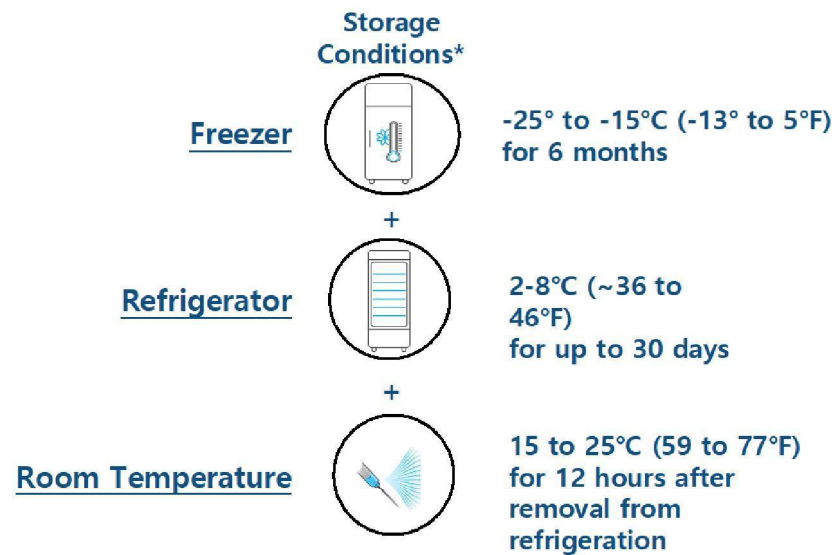 Storage
Conditions*
Freezer
-25° to -15°C (-13° to 5°F)
for 6 months
+
Refrigerator
2-8°C (~36 to
46°F)
for up to 30 days
+
Room Temperature
15 to 25°C (59 to 77°F)
for 12 hours after
removal from
refrigeration